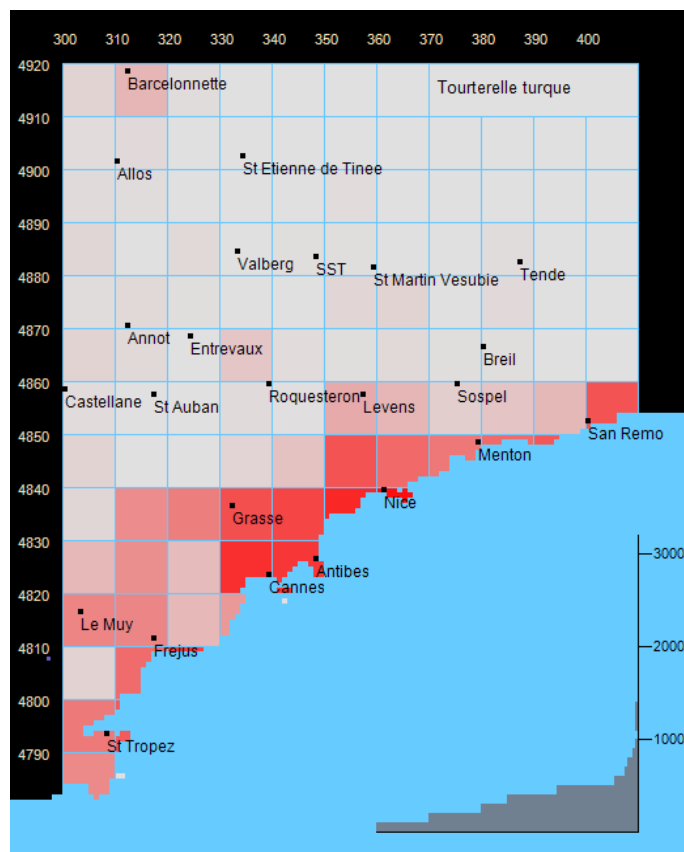 300 310 320 340 350 360 370 380 390 400
4920
Barcelonnette
Tourterelle turque
4910
4900
Allos
St Etienne de Tinee
4890
Valberg
SST
St Martin Vesubie
Tende
4880
4870
Annot
Entrevaux
Breil
4860
Castellane
St Auban
Roquesteron
Levens
Sospel
San Remo
4850
Menton
4840
Nice
Grasse
4830
3000
Antibes
Cannes
4820
Le Muy
Frejus
4810
2000
4800
St Tropez
1000
4790